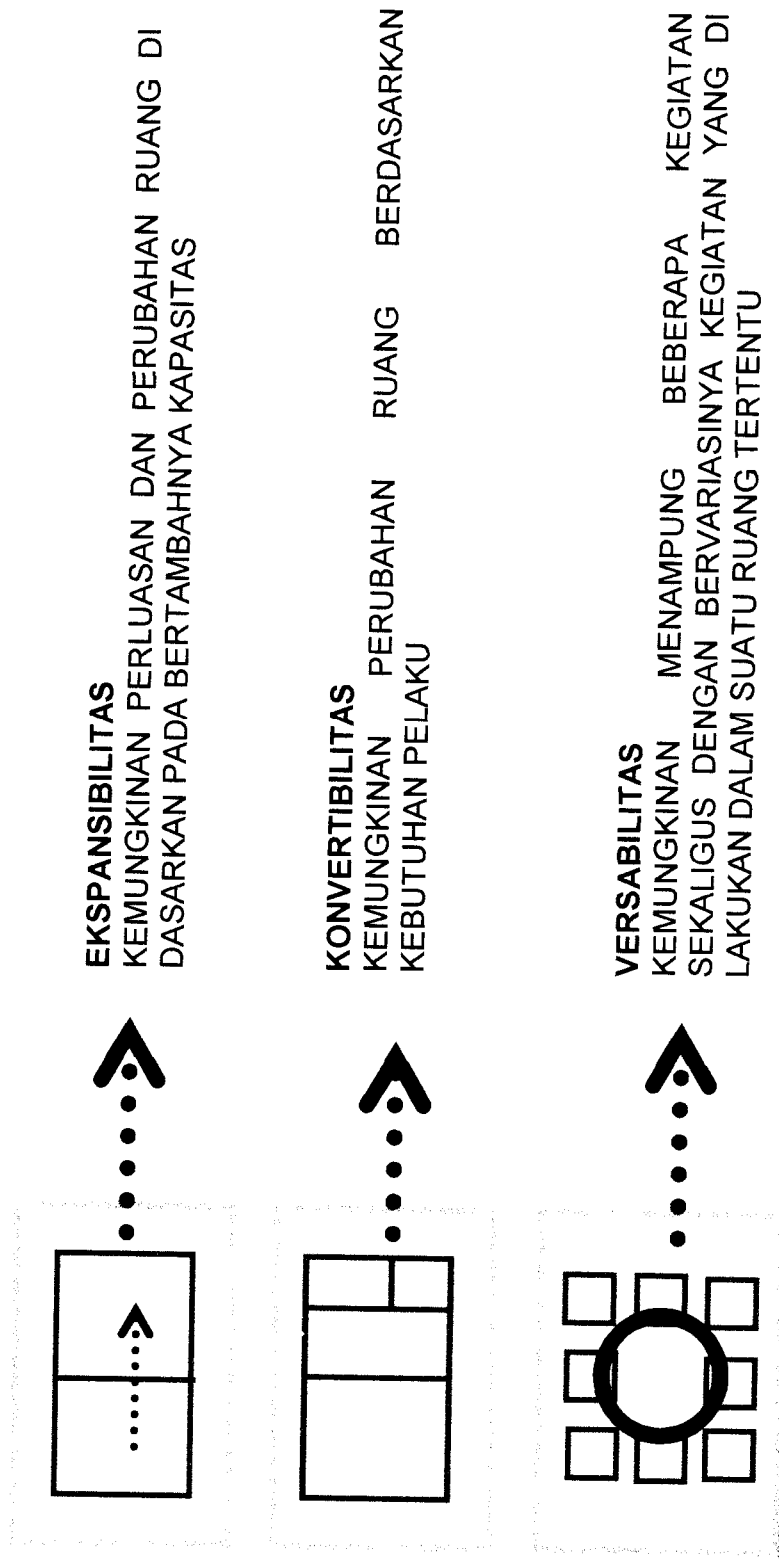 EKSPANSIBILITAS
KEMUNGKINAN PERLUASAN DAN PERUBAHAN RUANG DI
DASARKAN PADA BERTAMBAHNYA KAPASITAS
KONVERTIBILITAS
KEMUNGKINAN PERUBAHAN RUANG BERDASARKAN
KEBUTUHAN PELAKU
VERSABILITAS
KEMUNGKINAN MENAMPUNG BEBERAPA KEGIATAN
SEKALIGUS DENGAN BERVARIASINYA KEGIATAN YANG DI
LAKUKAN DALAM SUATU RUANG TERTENTU